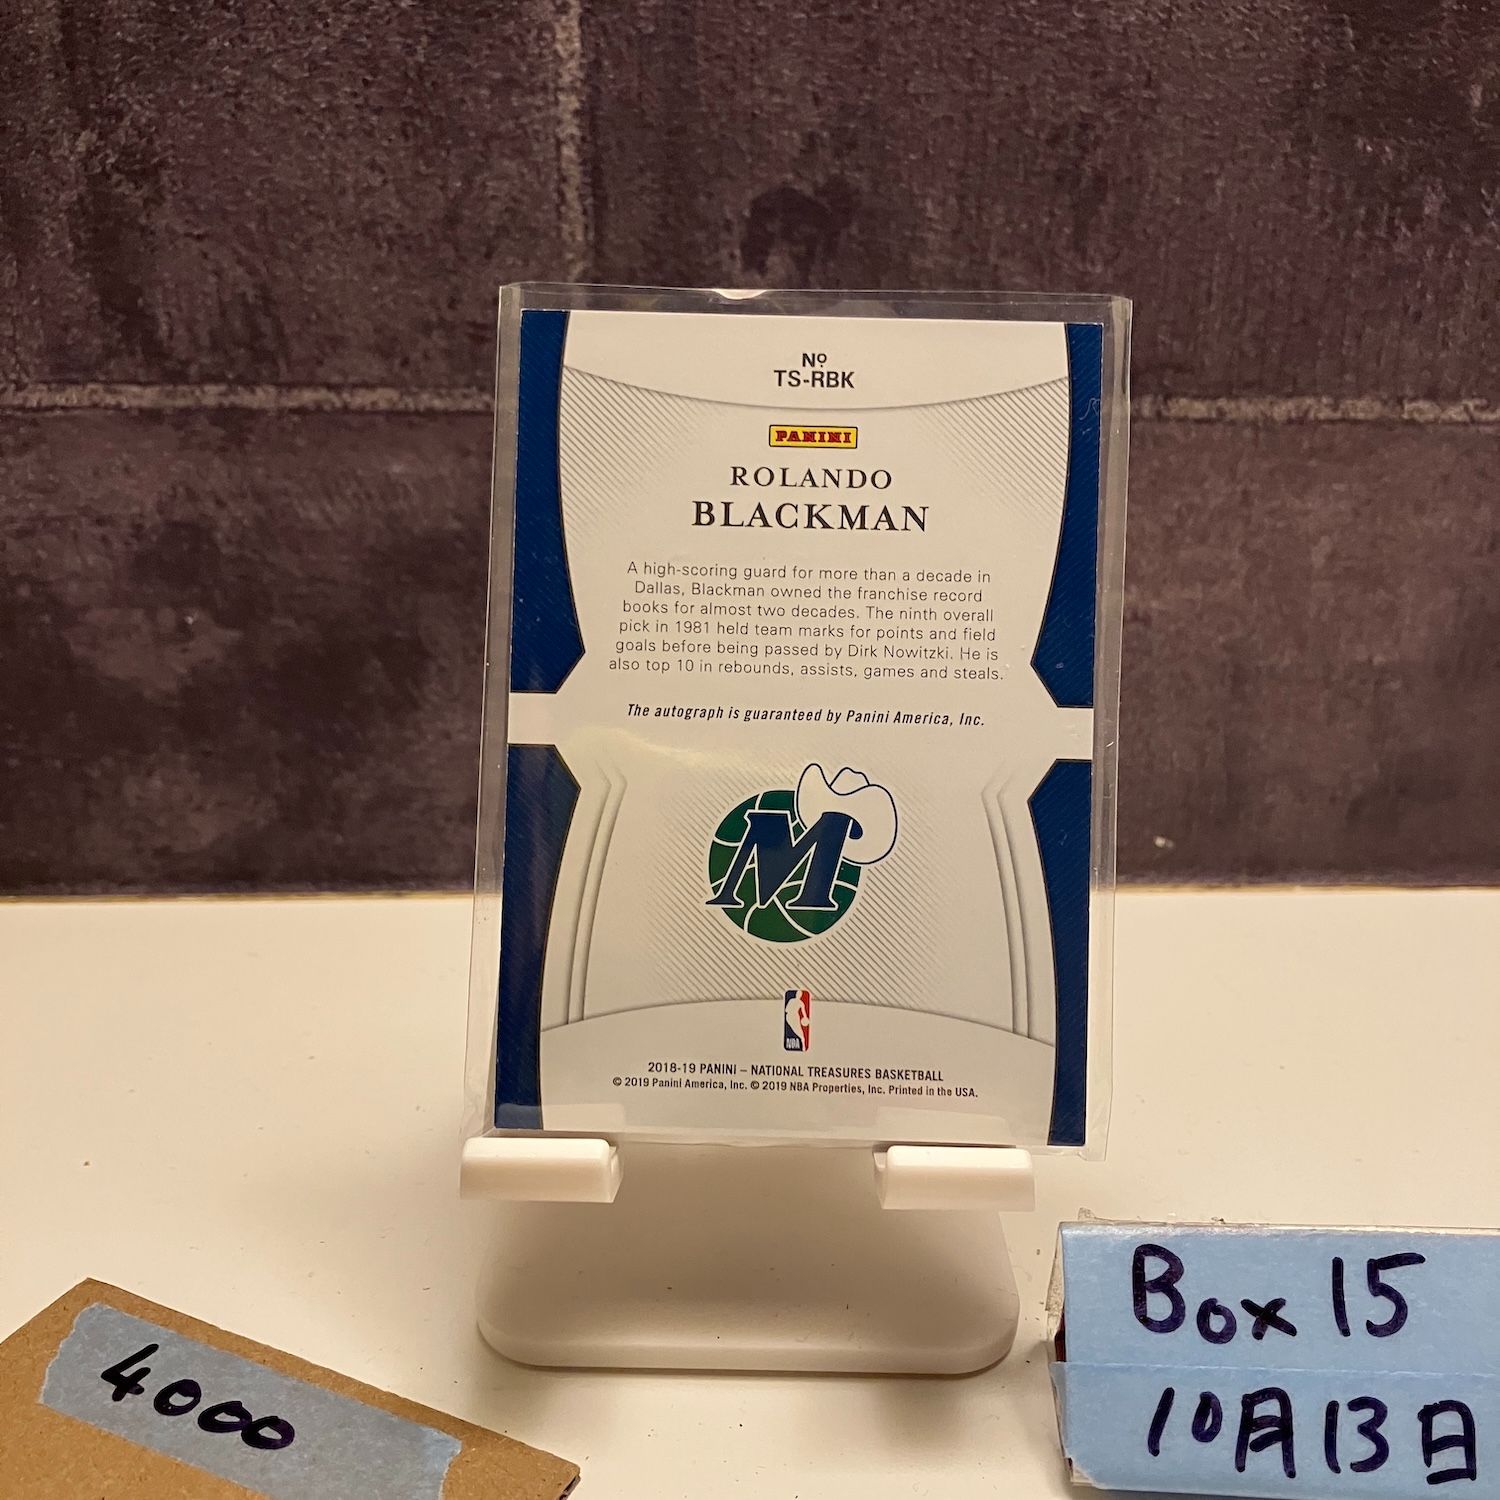 Nº
TS-RBK
PANINI
ROLANDO
BLACKMAN
A high-scoring guard for more than a decade in
Dallas, Blackman owned the franchise record
books for almost two decades. The ninth overall
pick in 1981 held team marks for points and field
goals before being passed by Dirk Nowitzki. He is
also top 10 in rebounds, assists, games and steals.
The autograph is guaranteed by Panini America, Inc.
M
NBA
2018-19 PANINI – NATIONAL TREASURES BASKETBALL
© 2019 Panini America, Inc. © 2019 NBA Properties, Inc. Printed in the USA.
4000
Box 15
10月13日